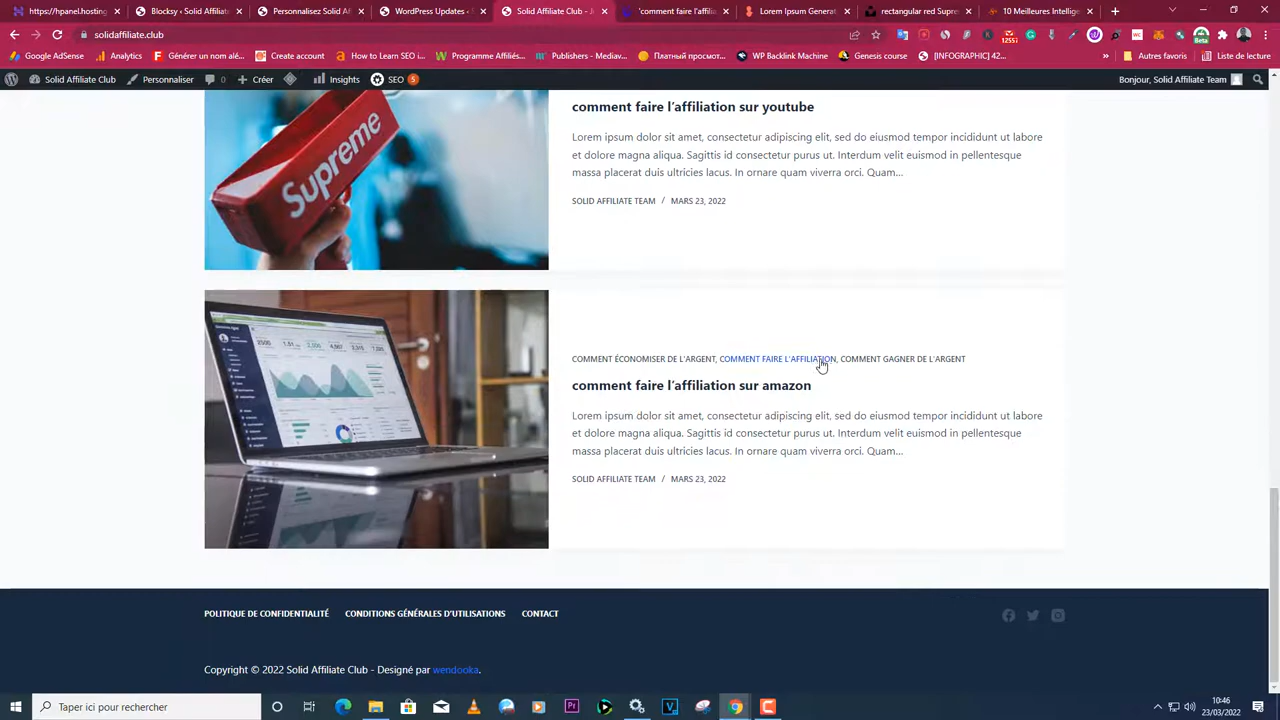 https://hpanel.hosting
Blocksy ‹ Solid Affiliat
Personnalisez Solid Af
WordPress Updates ‹ S
Solid Affiliate Club - J
'comment faire l'affilia
Lorem Ipsum Generat
rectangular red Supre
10 Meilleures Intellige
solidaffiliate.club
Google AdSense
Analytics
Générer un nom alé...
Create account
How to Learn SEO i...
Programme Affiliés...
Publishers - Mediav...
Платный просмот...
WP Backlink Machine
Genesis course
[INFOGRAPHIC] 42...
»
Autres favoris
Liste de lecture
Solid Affiliate Club
Personnaliser
0
Créer
Insights
SEO 5
Bonjour, Solid Affiliate Team
Supreme
comment faire l'affiliation sur youtube
Lorem ipsum dolor sit amet, consectetur adipiscing elit, sed do eiusmod tempor incididunt ut labore
et dolore magna aliqua. Sagittis id consectetur purus ut. Interdum velit euismod in pellentesque
massa placerat duis ultricies lacus. In ornare quam viverra orci. Quam…
SOLID AFFILIATE TEAM / MARS 23, 2022
COMMENT ÉCONOMISER DE L'ARGENT, COMMENT FAIRE L'AFFILIATION, COMMENT GAGNER DE L'ARGENT
comment faire l'affiliation sur amazon
Lorem ipsum dolor sit amet, consectetur adipiscing elit, sed do eiusmod tempor incididunt ut labore
et dolore magna aliqua. Sagittis id consectetur purus ut. Interdum velit euismod in pellentesque
massa placerat duis ultricies lacus. In ornare quam viverra orci. Quam…
SOLID AFFILIATE TEAM / MARS 23, 2022
POLITIQUE DE CONFIDENTIALITÉ
CONDITIONS GÉNÉRALES D'UTILISATIONS
CONTACT
Copyright © 2022 Solid Affiliate Club - Designé par wendooka.
Taper ici pour rechercher
10:46
23/03/2022